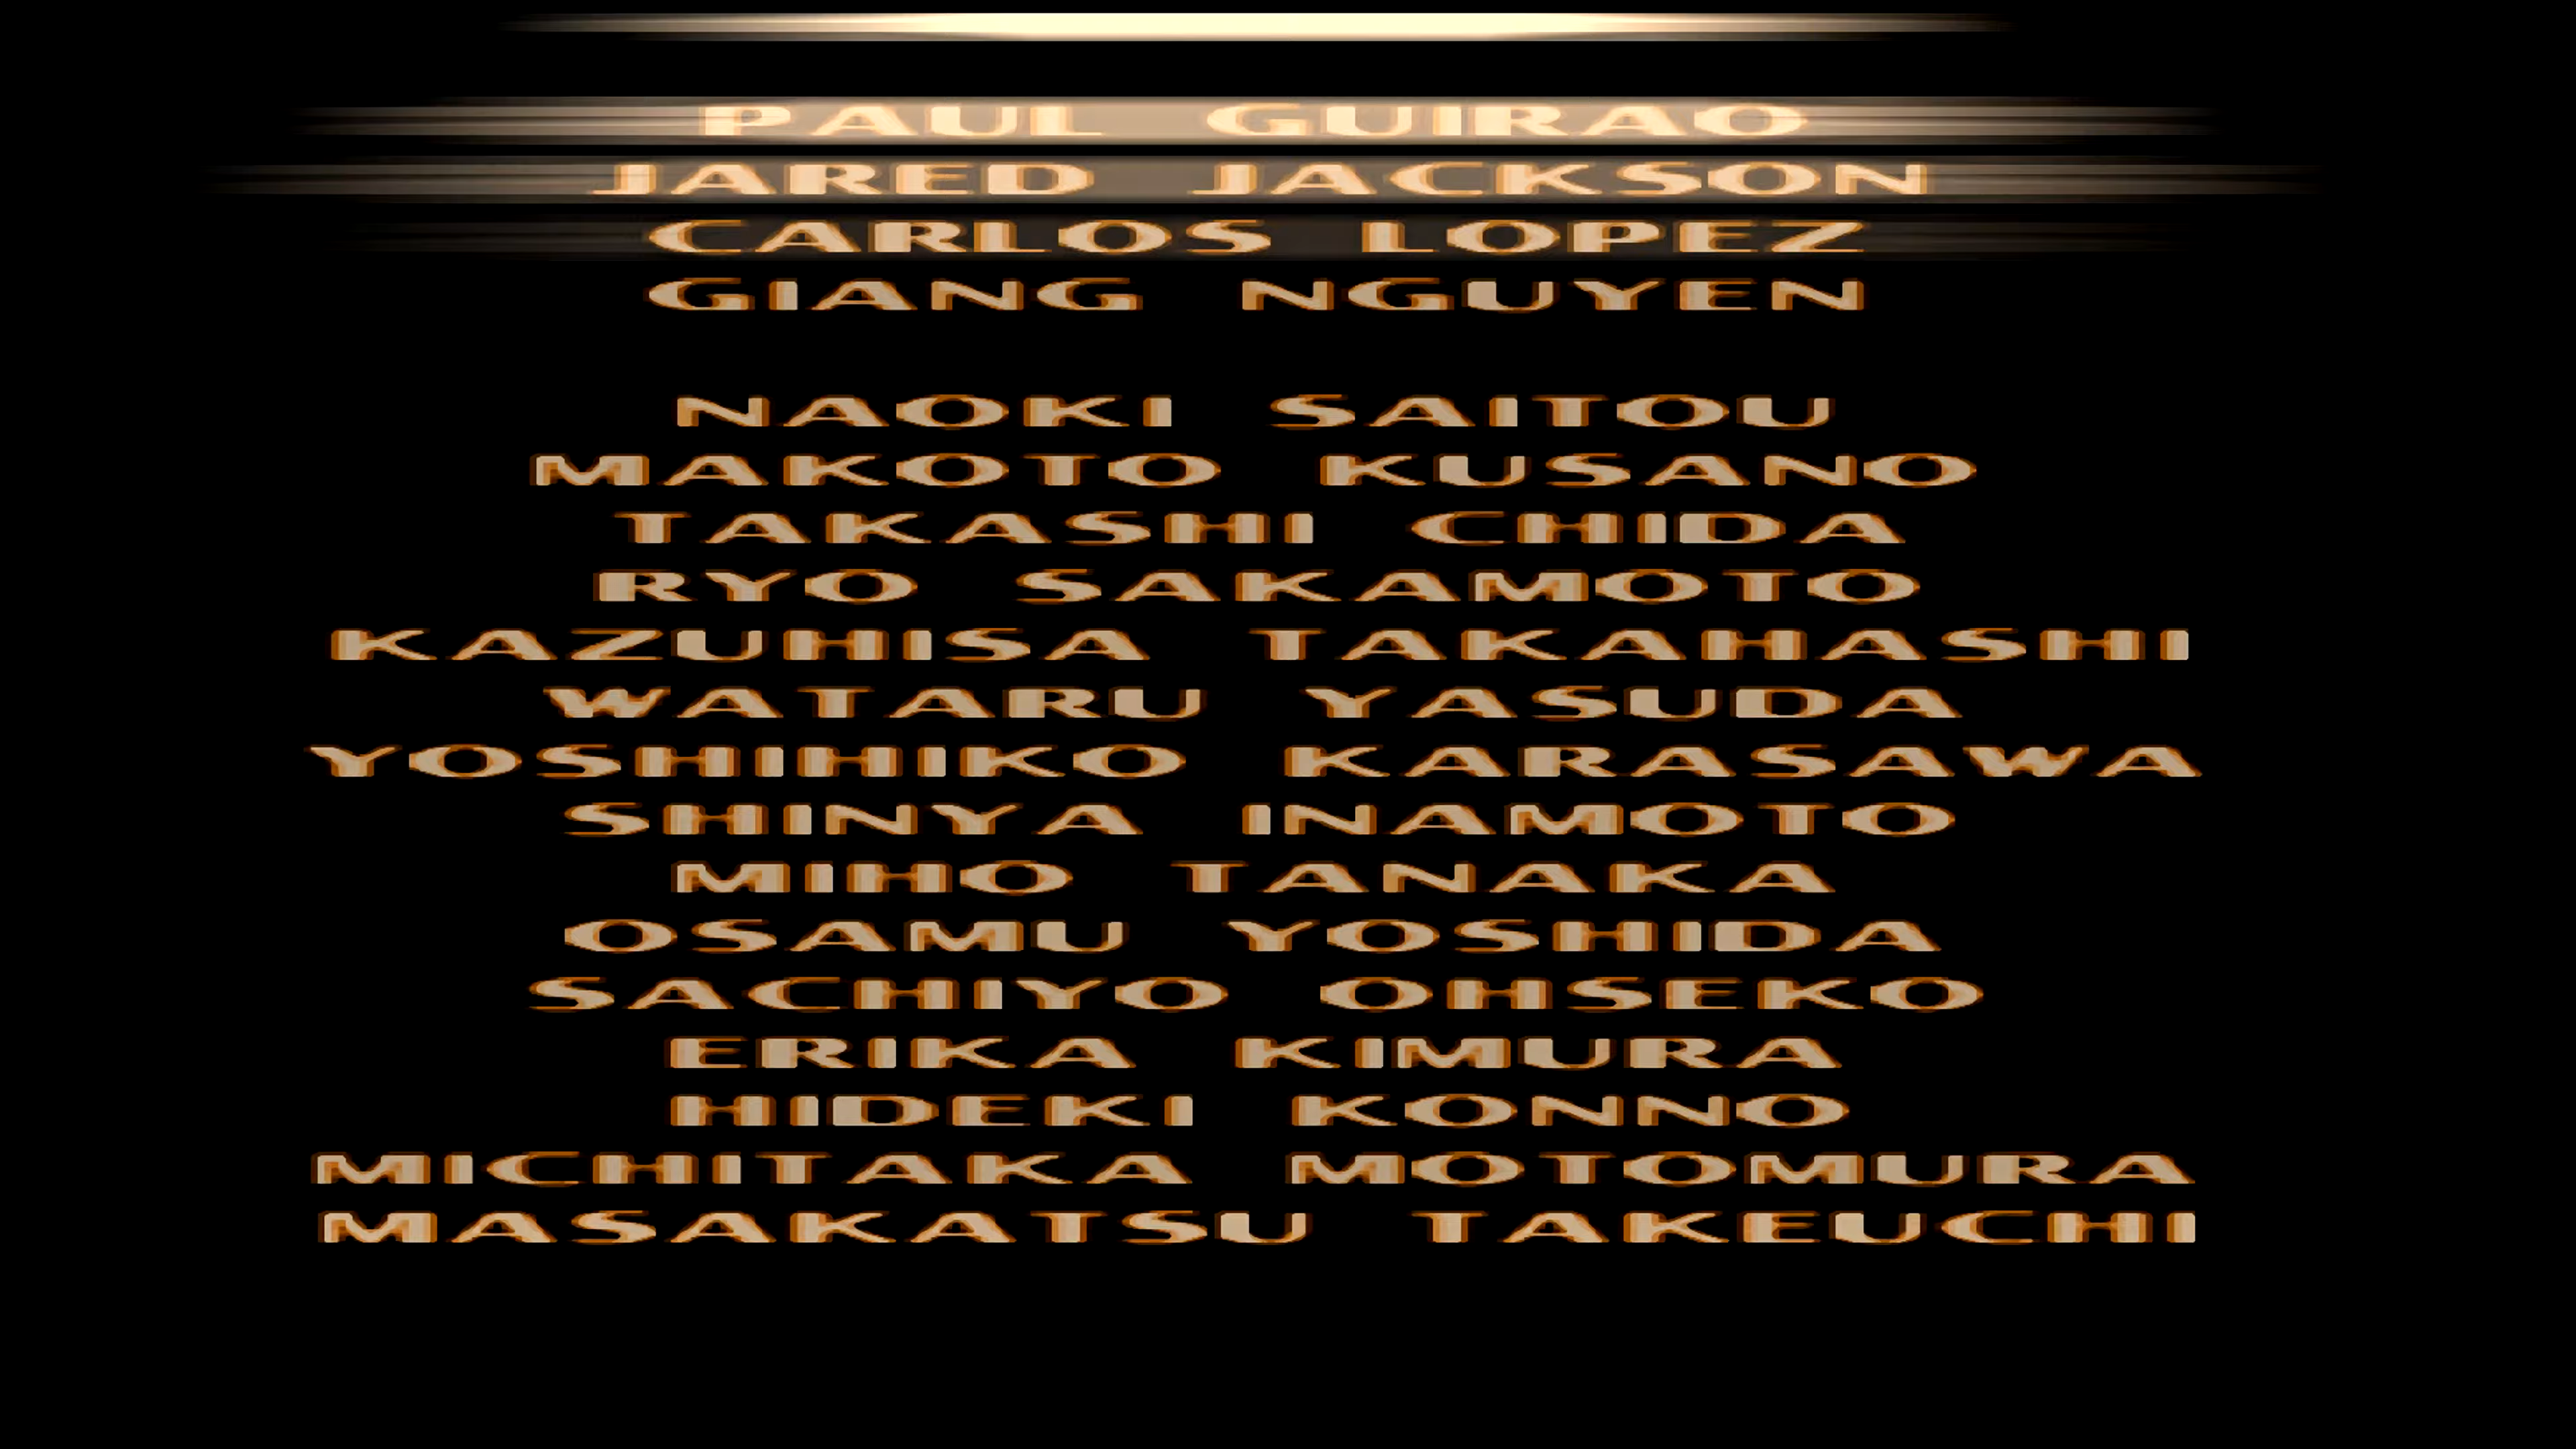 PAUL GUIRAO
JARED JACKSON
CARLOS LOPEZ
GIANG NGUYEN
NAOKI SAITOU
MAKOTO KUSANO
TAKASHI CHIDA
RYO SAKAMOTO
KAZUHISA TAKAHASHI
WATARU YASUDA
YOSHIHIKO KARASAWA
SHINYA INAMOTO
MIHO TANAKA
OSAMU YOSHIDA
SACHIYO OHSEKO
ERIKA KIMURA
HIDEKI KONNO
MICHITAKA MOTOMURA
MASAKATSU TAKEUCHI